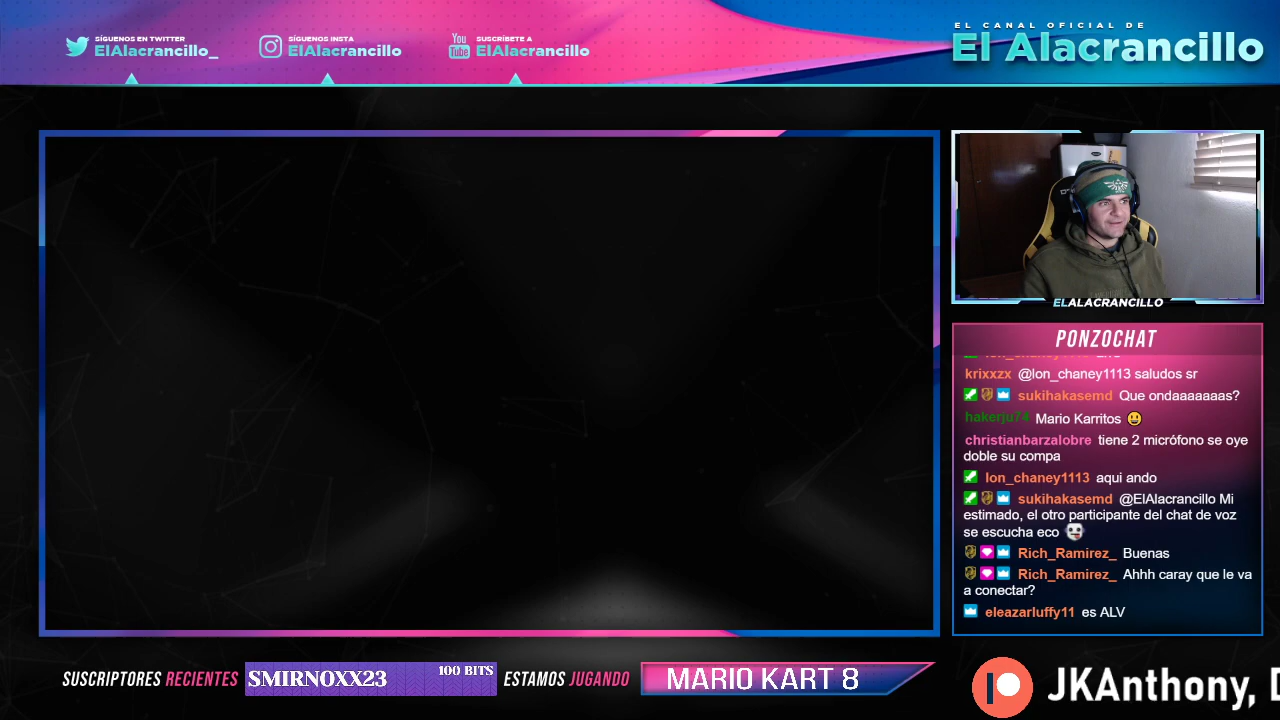 SÍGUENOS EN TWITTER
ElAlacrancillo_
SÍGUENOS INSTA
ElAlacrancillo
You
Tube
SUSCRÍBETE A
ElAlacrancillo
EL CANAL OFICIAL DE
El Alacrancillo
ELALACRANCILLO
PONZOCHAT
krixxzx @lon_chaney1113 saludos sr
sukihakasemd Que ondaaaaaaas?
hakerju74 Mario Karritos
christianbarzalobre tiene 2 micrófono se oye
doble su compa
lon_chaney1113 aqui ando
sukihakasemd @ElAlacrancillo Mi
estimado, el otro participante del chat de voz
se escucha eco
Rich_Ramirez_ Buenas
Rich_Ramirez_ Ahhh caray que le va
a conectar?
eleazarluffy11 es ALV
SUSCRIPTORES RECIENTES
SMIRNOXX23
100 BITS
ESTAMOS JUGANDO
MARIO KART 8
JKAnthony,